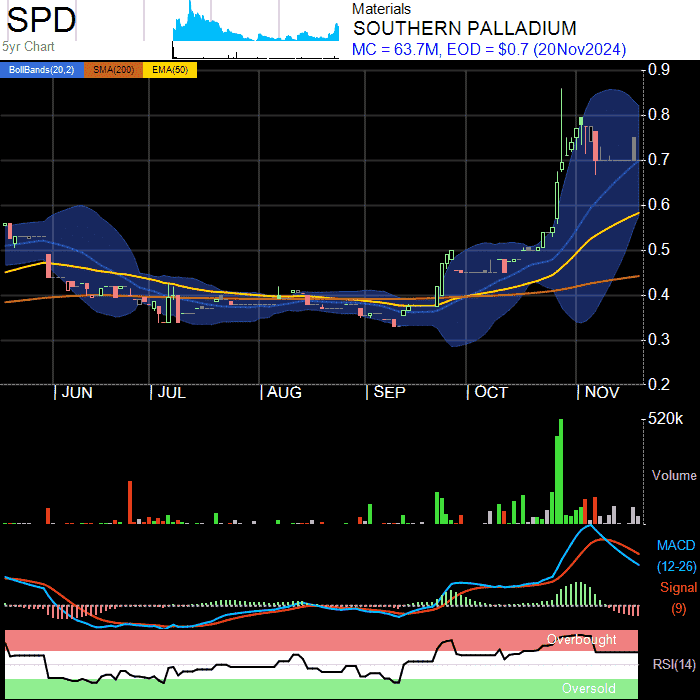 SPD
5yr Chart
Materials
SOUTHERN PALLADIUM
MC = 63.7M, EOD = $0.7 (20Nov2024)
BollBands(20,2) SMA(200) EMA(50)
0.9
0.8
0.7
0.6
0.5
0.4
0.3
0.2
JUN JUL AUG SEP OCT NOV
520k
Volume
MACD
(12-26)
Signal
(9)
Overbought
RSI(14)
Oversold